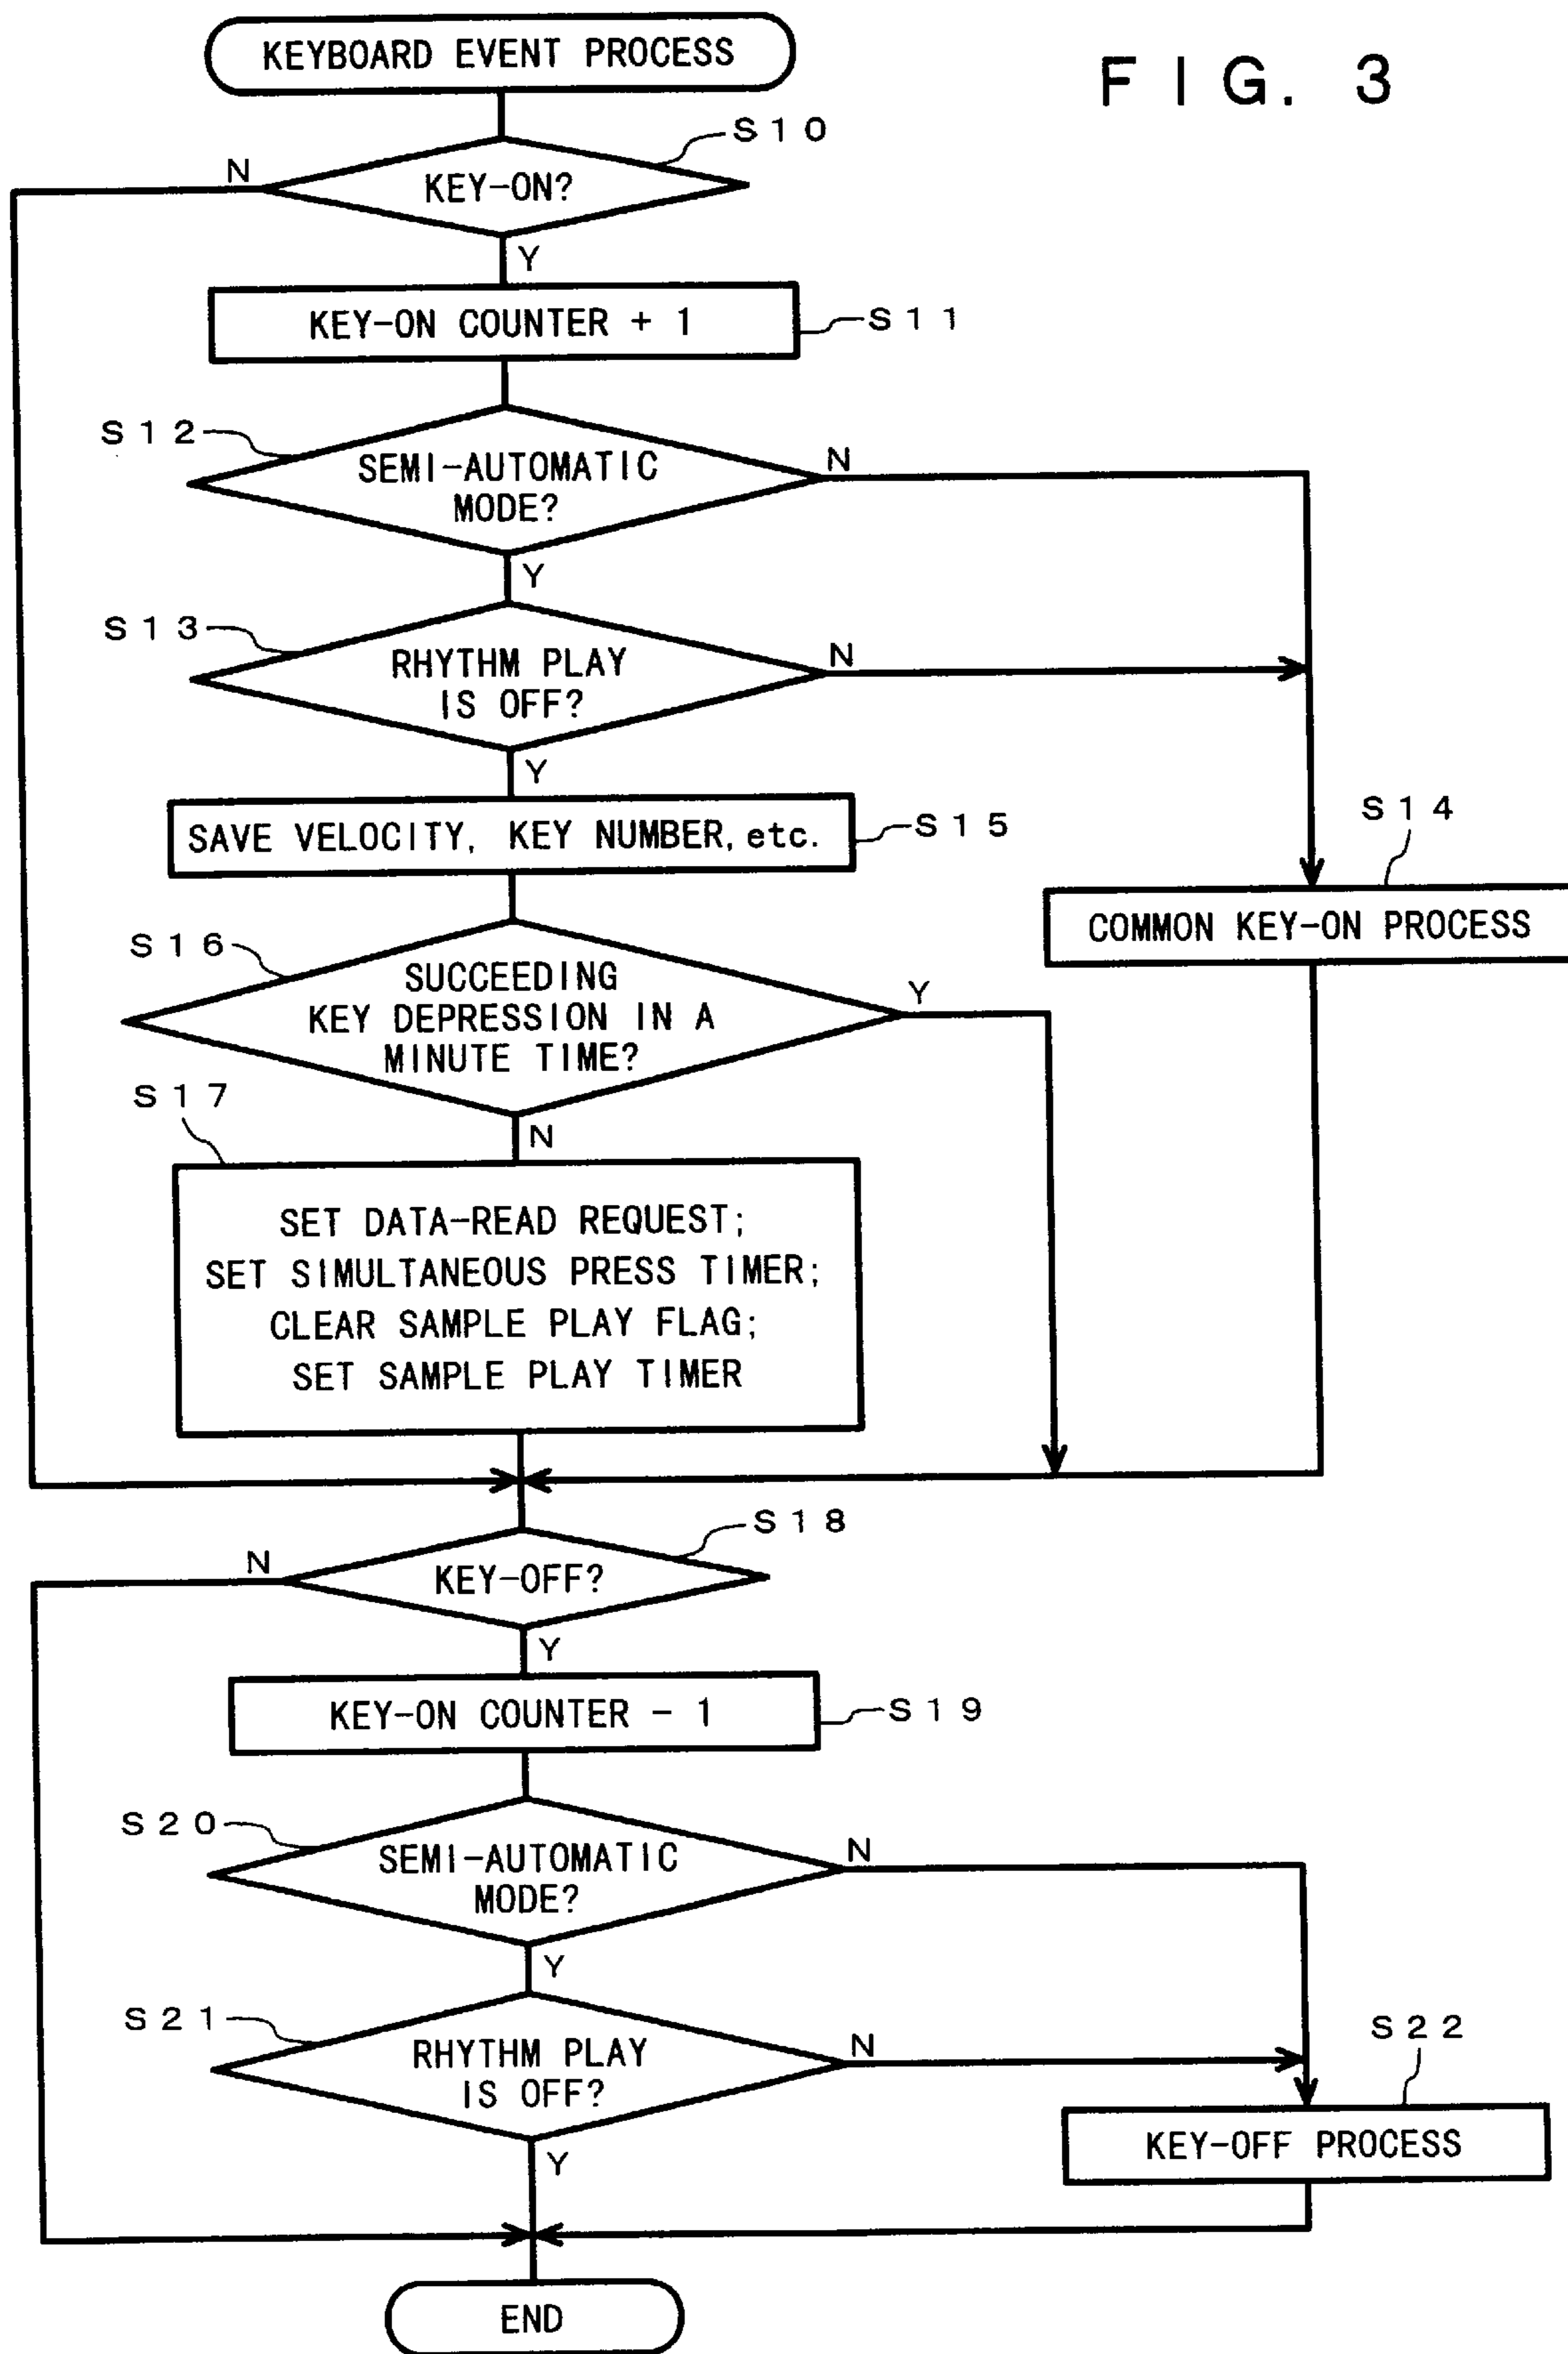 KEYBOARD EVENT PROCESS
FIG. 3
S10
N
KEY-ON?
Y
KEY-ON COUNTER + 1
S11
S12
SEMI-AUTOMATIC
MODE?
N
Y
S13
RHYTHM PLAY
IS OFF?
N
Y
SAVE VELOCITY, KEY NUMBER, etc.
S15
S14
COMMON KEY-ON PROCESS
S16
SUCCEEDING
KEY DEPRESSION IN A
MINUTE TIME?
Y
N
S17
SET DATA-READ REQUEST;
SET SIMULTANEOUS PRESS TIMER;
CLEAR SAMPLE PLAY FLAG;
SET SAMPLE PLAY TIMER
S18
N
KEY-OFF?
Y
KEY-ON COUNTER - 1
S19
S20
SEMI-AUTOMATIC
MODE?
N
Y
S21
RHYTHM PLAY
IS OFF?
N
Y
S22
KEY-OFF PROCESS
END